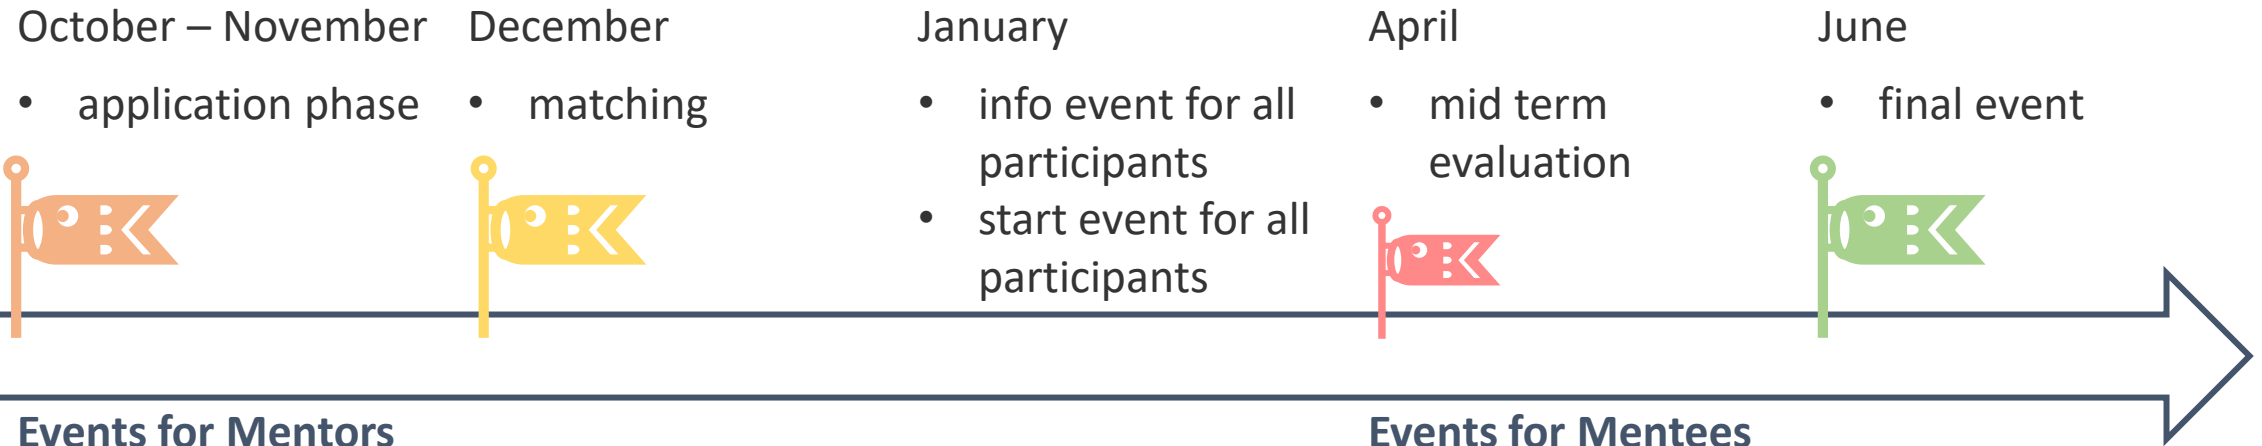 October – November
• application phase
December
• matching
January
• info event for all
participants
• start event for all
participants
April
• mid term
evaluation
June
• final event
Events for Mentors
Events for Mentees